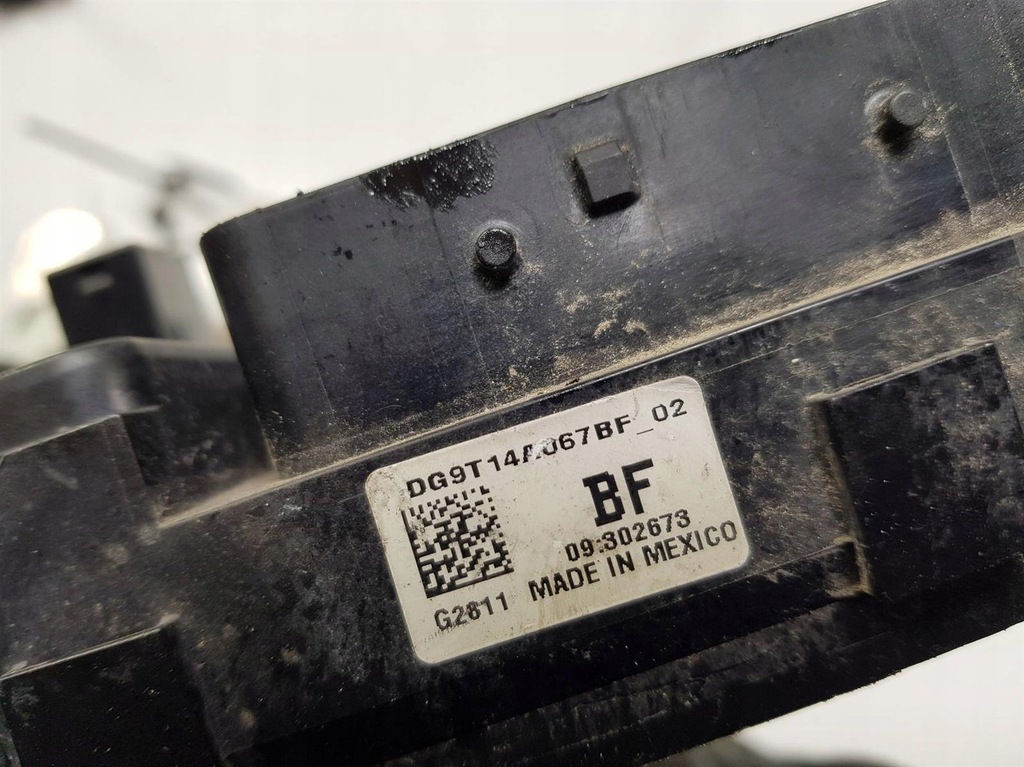 DG9T14A067BF_02
BF
09:302673
G2811 MADE IN MEXICO